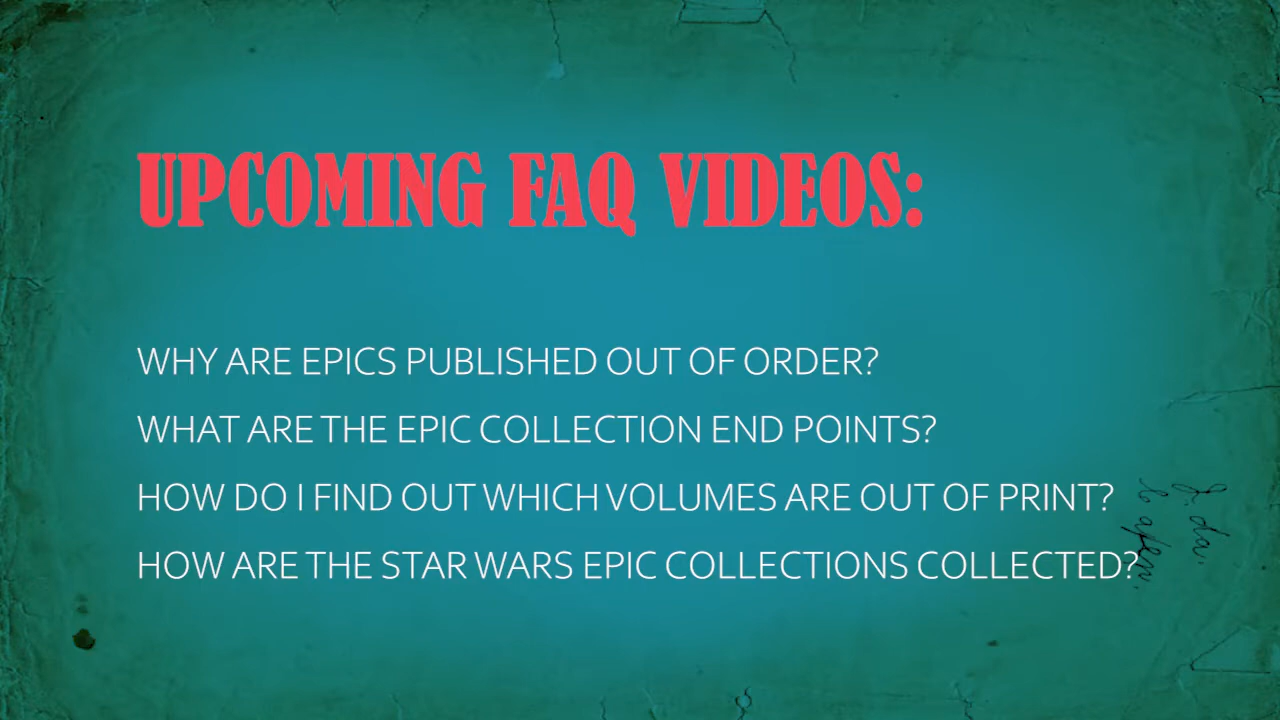 UPCOMING FAQ VIDEOS:
WHY ARE EPICS PUBLISHED OUT OF ORDER?
WHAT ARE THE EPIC COLLECTION END POINTS?
HOW DO I FIND OUT WHICH VOLUMES ARE OUT OF PRINT?
HOW ARE THE STAR WARS EPIC COLLECTIONS COLLECTED?